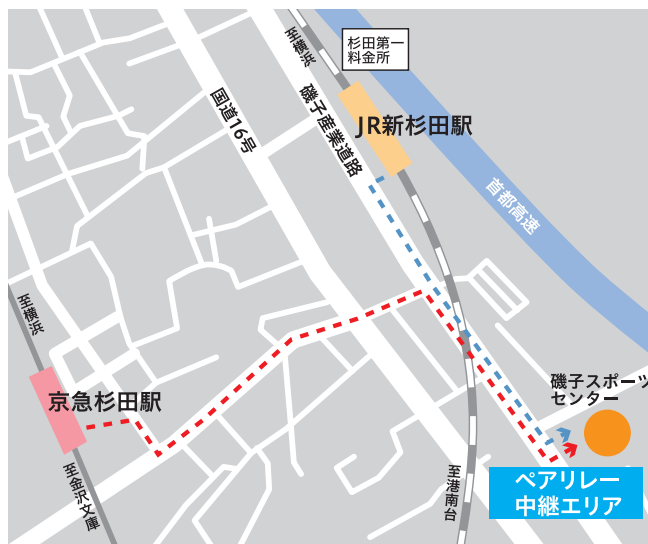 至横浜
杉田第一
料金所
国道16号
磯子産業道路
JR新杉田駅
首都高速
至横浜
京急杉田駅
磯子スポーツ
センター
至金沢文庫
至港南台
ペアリレー
中継エリア